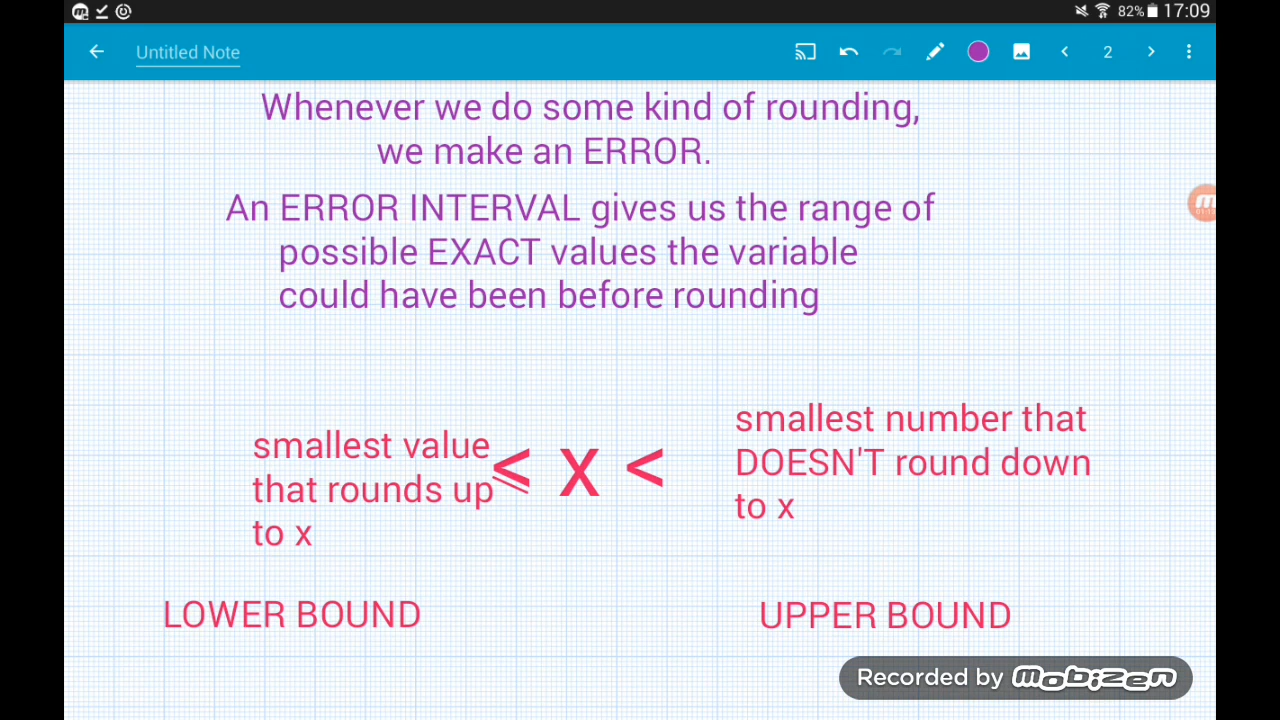 82% 17:09
Untitled Note
2
Whenever we do some kind of rounding,
we make an ERROR.
An ERROR INTERVAL gives us the range of
possible EXACT values the variable
could have been before rounding
smallest value
that rounds up
to x
≤ x <
smallest number that
DOESN'T round down
to x
LOWER BOUND
UPPER BOUND
Recorded by mobizen